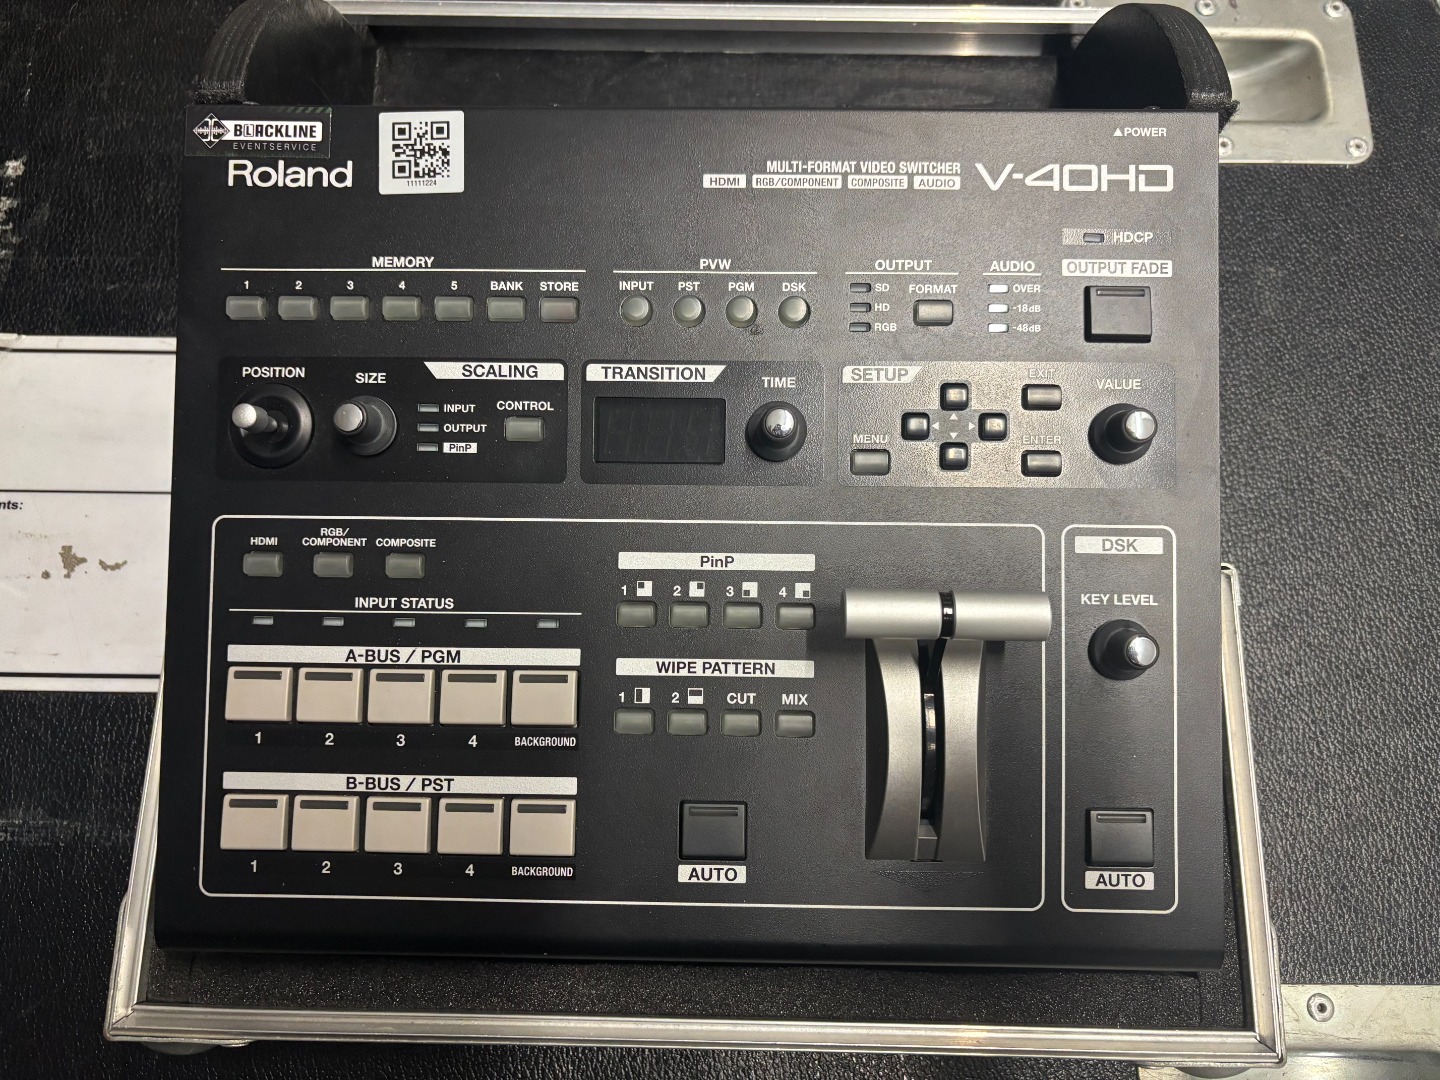 BLACKLINE
EVENTSERVICE
Roland
11111224
POWER
MULTI-FORMAT VIDEO SWITCHER
HDMI RGB/COMPONENT COMPOSITE AUDIO
V-40HD
HDCP
MEMORY
1 2 3 4 5 BANK STORE
PVW
INPUT PST PGM DSK
OUTPUT
SD
HD
RGB
FORMAT
AUDIO
OVER
-18dB
-48dB
OUTPUT FADE
POSITION
SIZE
SCALING
INPUT
OUTPUT
PinP
CONTROL
TRANSITION
TIME
SETUP
MENU
EXIT
ENTER
VALUE
nts:
HDMI
RGB/
COMPONENT
COMPOSITE
INPUT STATUS
A-BUS / PGM
1 2 3 4 BACKGROUND
B-BUS / PST
1 2 3 4 BACKGROUND
PinP
1 2 3 4
WIPE PATTERN
1 2 CUT MIX
AUTO
DSK
KEY LEVEL
AUTO